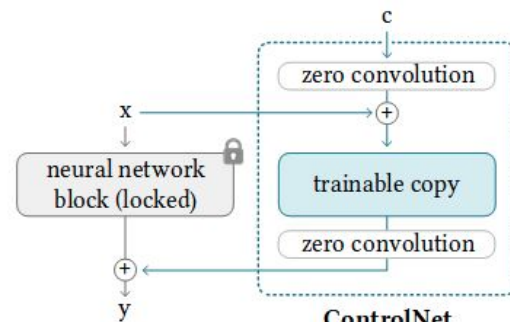 c
zero convolution
x
+
neural network
block (locked)
trainable copy
zero convolution
+
y
ControlNet